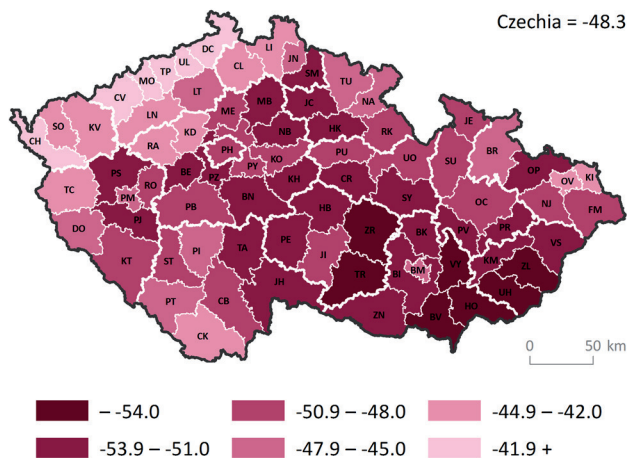 Czechia = -48.3
DC
LI
UL
TP
JN
MO
CL
SM
TU
CV
LT
SO
LN
MB
JC
NA
JE
KV
ME
CH
KD
HK
RA
NB
RK
PH
PU
BR
PS
BE
PY
KO
UO
SU
OP
KI
TC
RO
PZ
KH
CR
OV
PM
BN
OC
NJ
PB
SY
FM
DO
PJ
HB
PR
ZR
BK
PV
VS
TA
PE
KT
ST
PI
JI
BM
KM
ZL
TR
BI
VY
UH
JH
PT
CB
HO
ZN
BV
CK
0 50 km
– -54.0
-50.9 – -48.0
-44.9 – -42.0
-53.9 – -51.0
-47.9 – -45.0
-41.9 +